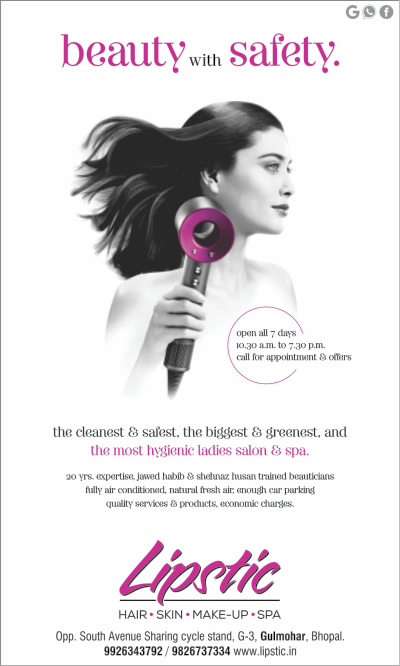 beauty with safety.
open all 7 days
10.30 a.m. to 7.30 p.m.
call for appointment & offers
the cleanest & safest, the biggest & greenest, and
the most hygienic ladies salon & spa.
20 yrs. expertise, jawed habib & shehnaz husan trained beauticians
fully air conditioned, natural fresh air, enough car parking
quality services & products, economic charges.
Lipstic
HAIR • SKIN • MAKE-UP • SPA
Opp. South Avenue Sharing cycle stand, G-3, Gulmohar, Bhopal.
9926343792 / 9826737334 www.lipstic.in